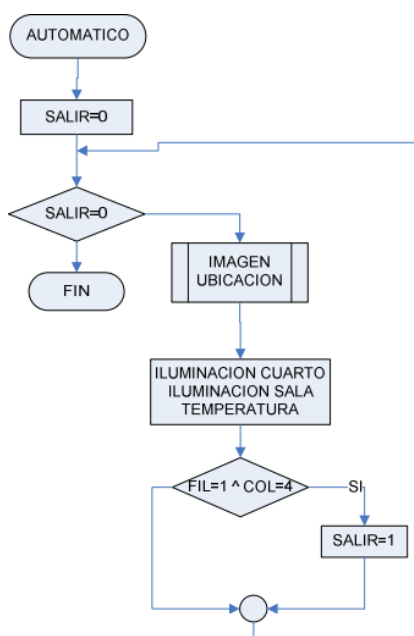 AUTOMATICO
SALIR=0
SALIR=0
FIN
IMAGEN
UBICACION
ILUMINACION CUARTO
ILUMINACION SALA
TEMPERATURA
FIL=1 ^ COL=4
SI
SALIR=1